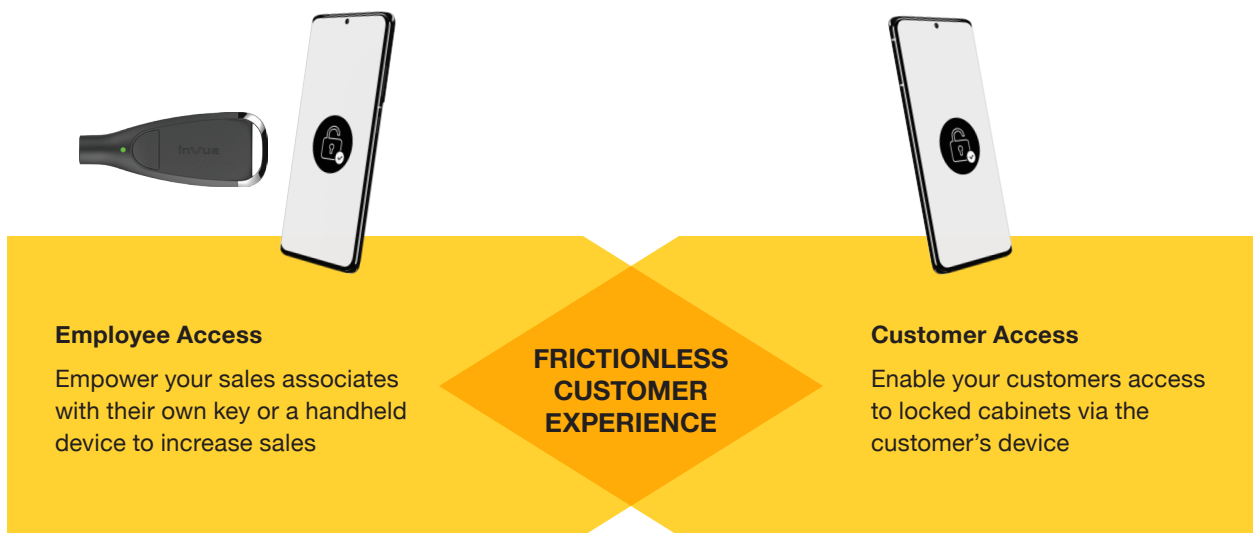 InVue
Employee Access
Empower your sales associates
with their own key or a handheld
device to increase sales
FRICTIONLESS
CUSTOMER
EXPERIENCE
Customer Access
Enable your customers access
to locked cabinets via the
customer's device